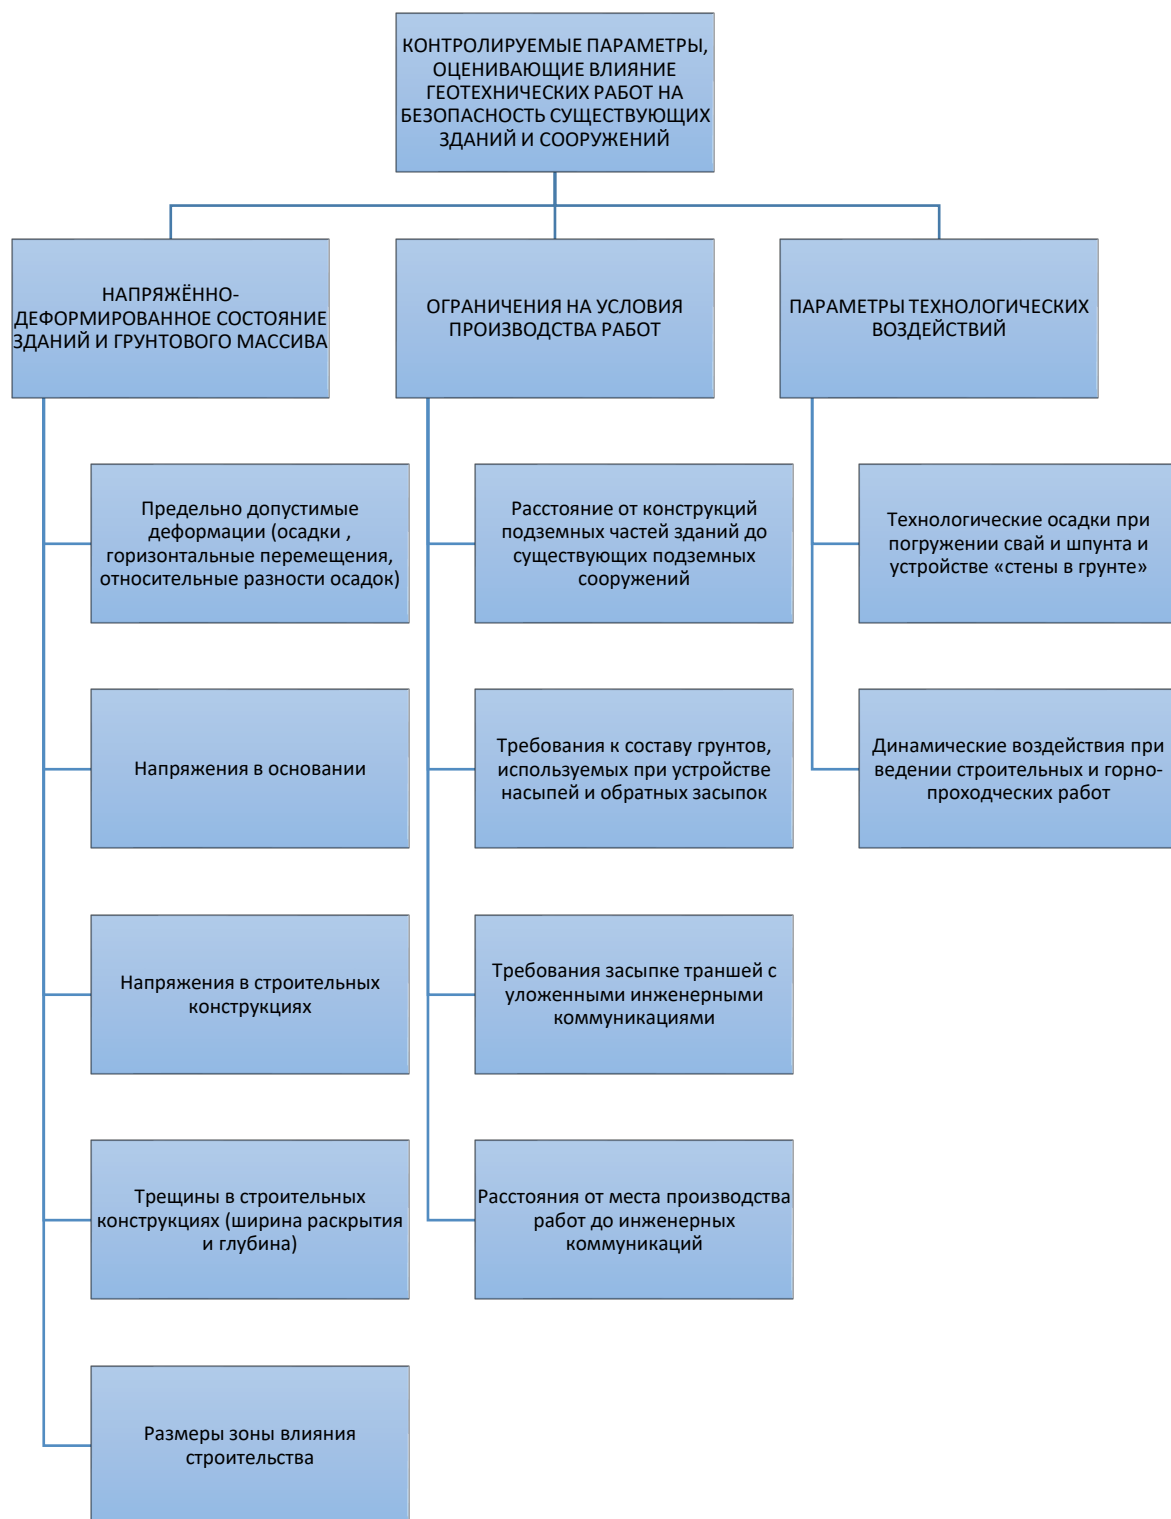 КОНТРОЛИРУЕМЫЕ ПАРАМЕТРЫ,
ОЦЕНИВАЮЩИЕ ВЛИЯНИЕ
ГЕОТЕХНИЧЕСКИХ РАБОТ НА
БЕЗОПАСНОСТЬ СУЩЕСТВУЮЩИХ
ЗДАНИЙ И СООРУЖЕНИЙ
НАПРЯЖЁННО-
ДЕФОРМИРОВАННОЕ СОСТОЯНИЕ
ЗДАНИЙ И ГРУНТОВОГО МАССИВА
Предельно допустимые
деформации (осадки ,
горизонтальные перемещения,
относительные разности осадок)
Напряжения в основании
Напряжения в строительных
конструкциях
Трещины в строительных
конструкциях (ширина раскрытия
и глубина)
Размеры зоны влияния
строительства
ОГРАНИЧЕНИЯ НА УСЛОВИЯ
ПРОИЗВОДСТВА РАБОТ
Расстояние от конструкций
подземных частей зданий до
существующих подземных
сооружений
Требования к составу грунтов,
используемых при устройстве
насыпей и обратных засыпок
Требования засыпке траншей с
уложенными инженерными
коммуникациями
Расстояния от места производства
работ до инженерных
коммуникаций
ПАРАМЕТРЫ ТЕХНОЛОГИЧЕСКИХ
ВОЗДЕЙСТВИЙ
Технологические осадки при
погружении свай и шпунта и
устройстве «стены в грунте»
Динамические воздействия при
ведении строительных и горно-
проходческих работ